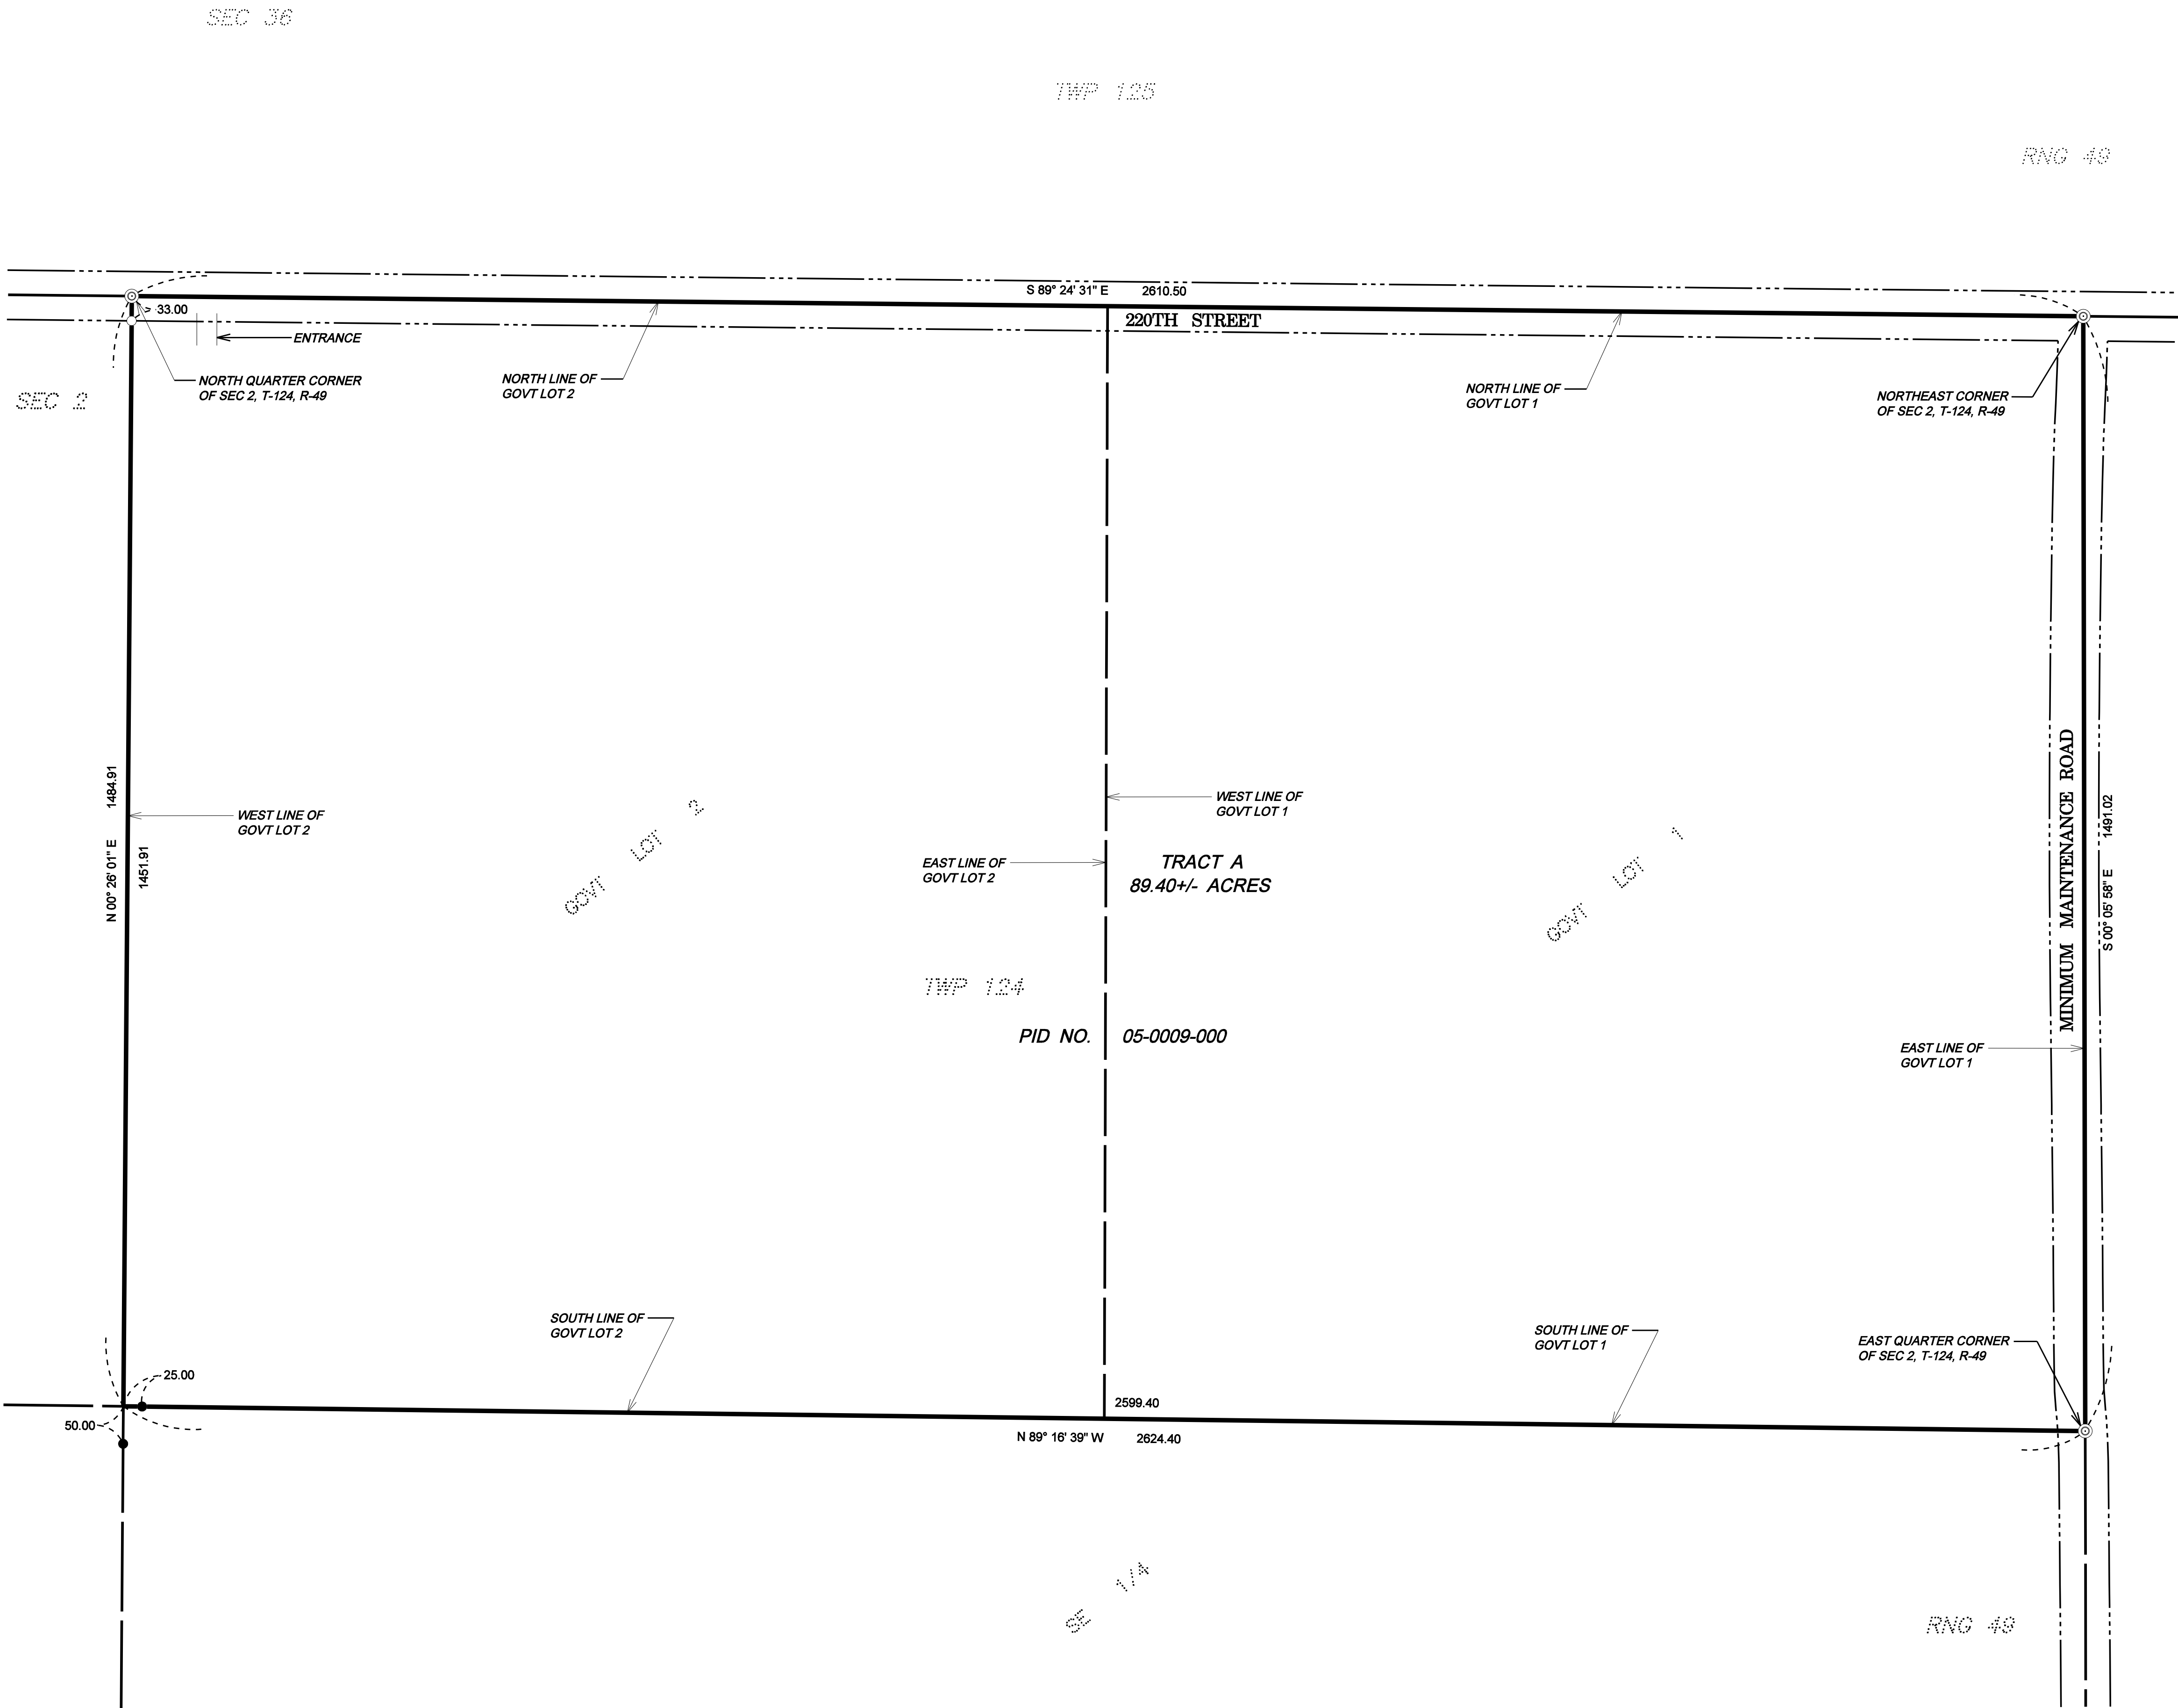 SEC 36
TWP 125
RNG 49
S 89° 24' 31" E 2610.50
33.00
220TH STREET
ENTRANCE
NORTH QUARTER CORNER
OF SEC 2, T-124, R-49
NORTH LINE OF
GOVT LOT 2
NORTH LINE OF
GOVT LOT 1
NORTHEAST CORNER
OF SEC 2, T-124, R-49
SEC 2
N 00° 26' 01" E 1484.91
1451.91
WEST LINE OF
GOVT LOT 2
GOVT LOT 2
WEST LINE OF
GOVT LOT 1
EAST LINE OF
GOVT LOT 2
TRACT A
89.40+/- ACRES
GOVT LOT 1
MINIMUM MAINTENANCE ROAD
S 00° 05' 58" E 1491.02
TWP 124
PID NO. 05-0009-000
EAST LINE OF
GOVT LOT 1
SOUTH LINE OF
GOVT LOT 2
SOUTH LINE OF
GOVT LOT 1
EAST QUARTER CORNER
OF SEC 2, T-124, R-49
25.00
50.00
2599.40
N 89° 16' 39" W 2624.40
SE 1/4
RNG 49